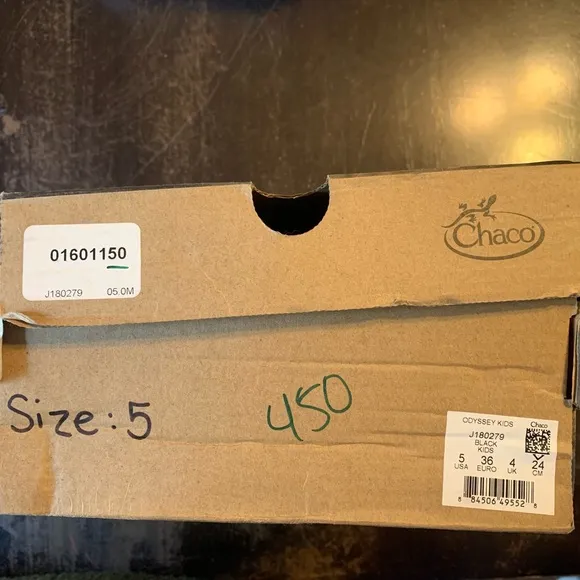 01601150
J180279 05.0M
Chaco
Size: 5
450
ODYSSEY KIDS Chaco
J180279
BLACK
KIDS
5 36 4 24
USA EURO UK CM
8 84506 49552 8